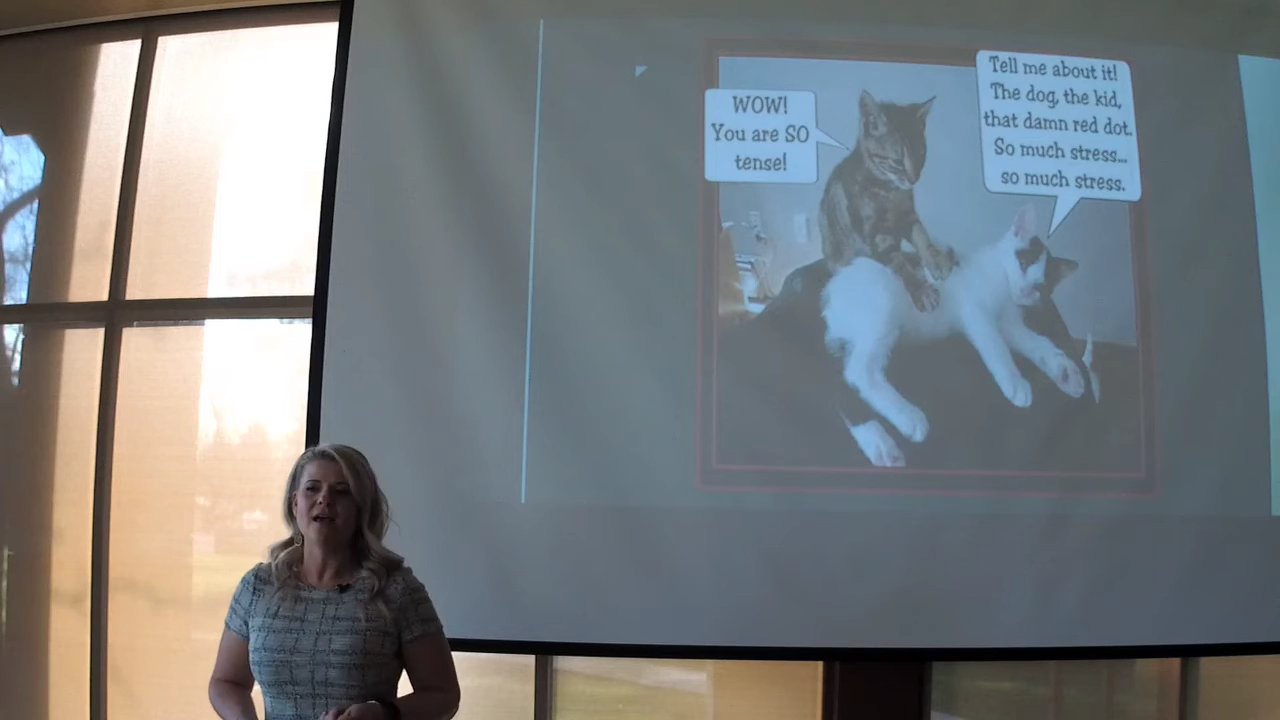 WOW!
You are SO
tense!
Tell me about it!
The dog, the kid,
that damn red dot.
So much stress...
so much stress.